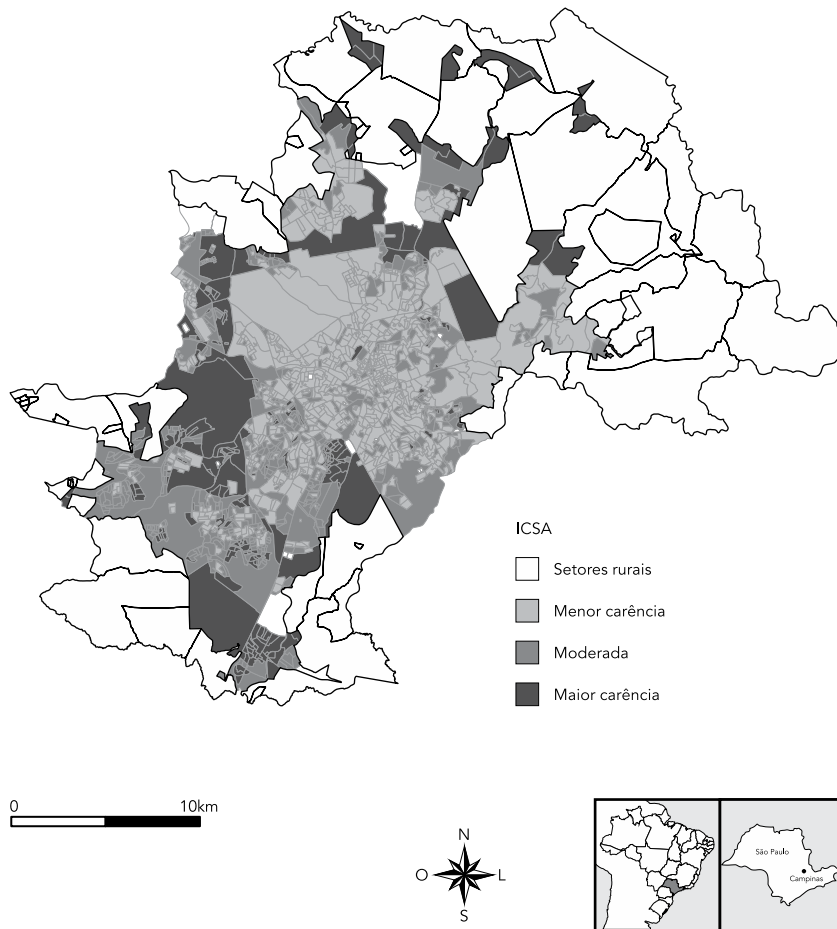 ICSA
Setores rurais
Menor carência
Moderada
Maior carência
0 10km
N
O L
S
São Paulo
Campinas